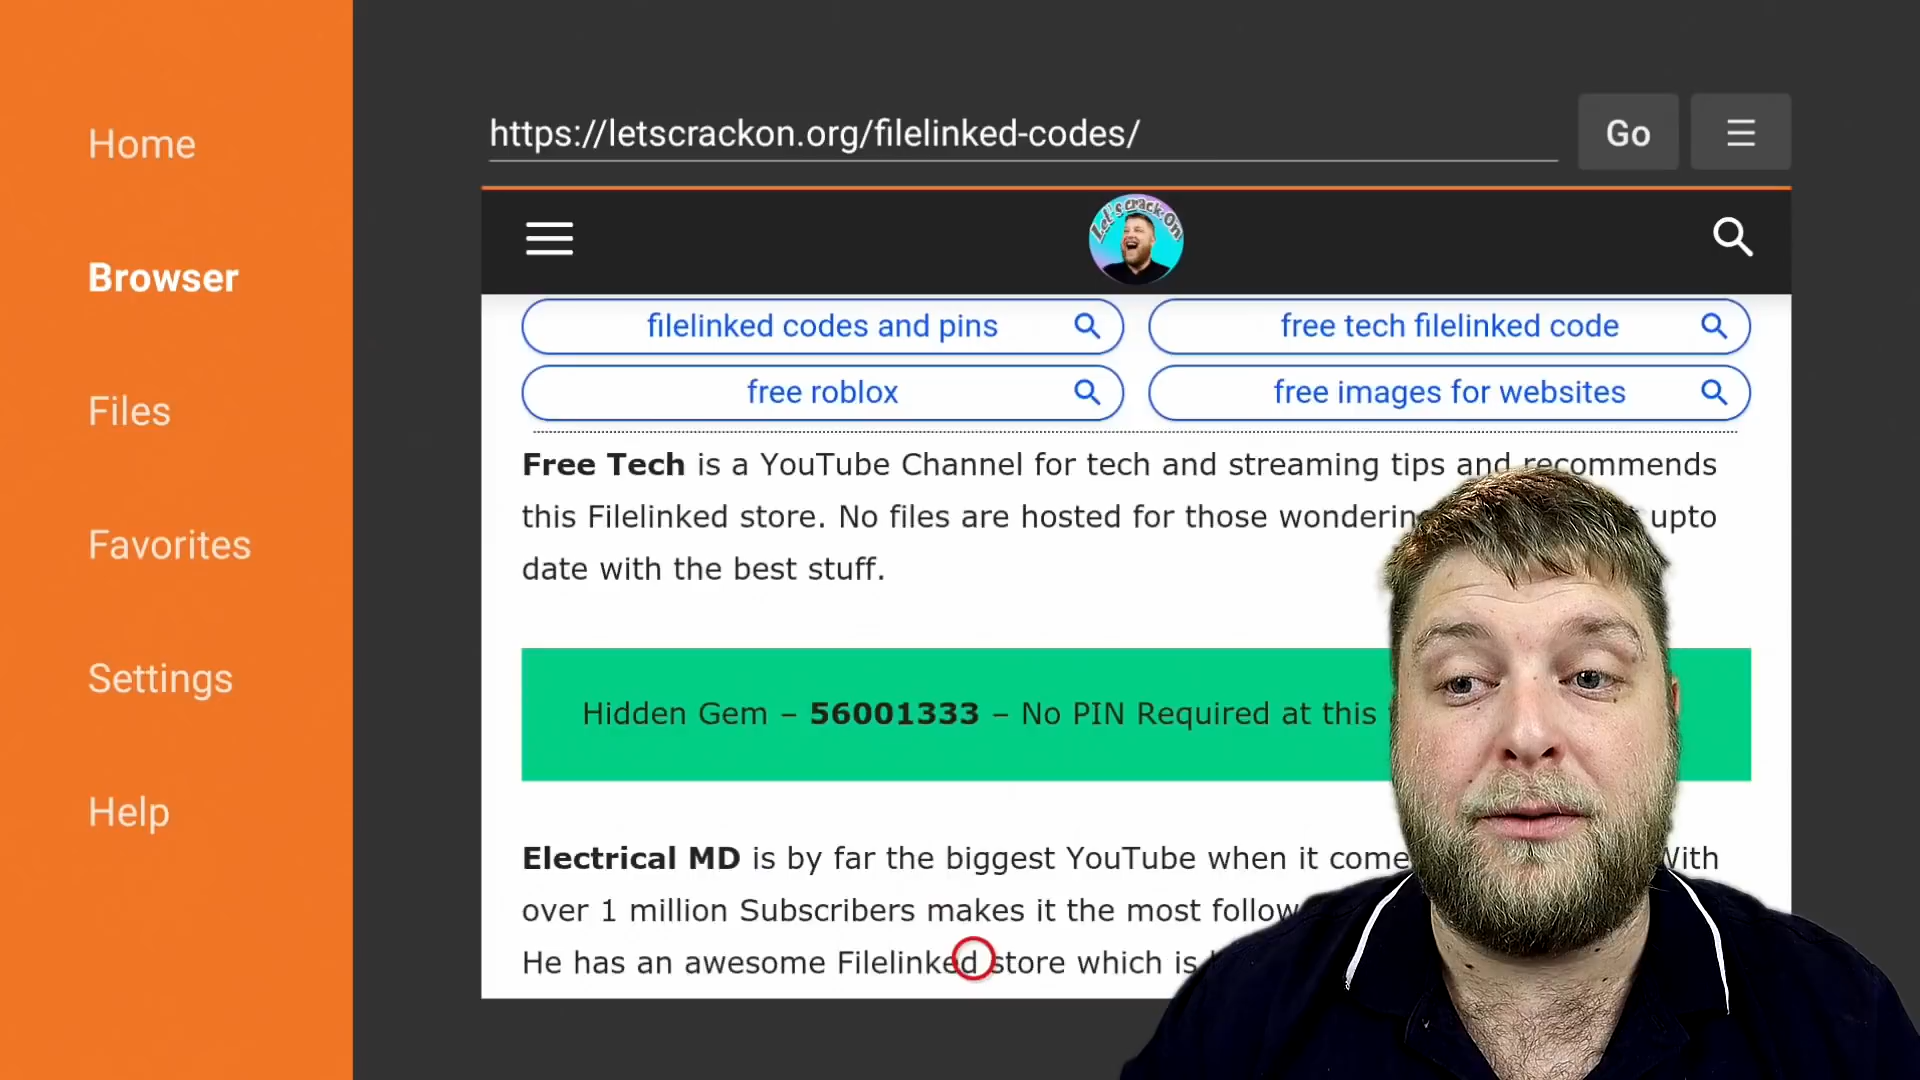 Home
Browser
Files
Favorites
Settings
Help
https://letscrackon.org/filelinked-codes/
Go
Let's crack On
filelinked codes and pins
free tech filelinked code
free roblox
free images for websites
Free Tech is a YouTube Channel for tech and streaming tips and recommends
this Filelinked store. No files are hosted for those wondering upto
date with the best stuff.
Hidden Gem – 56001333 – No PIN Required at this
Electrical MD is by far the biggest YouTube when it come With
over 1 million Subscribers makes it the most follow
He has an awesome Filelinked store which is